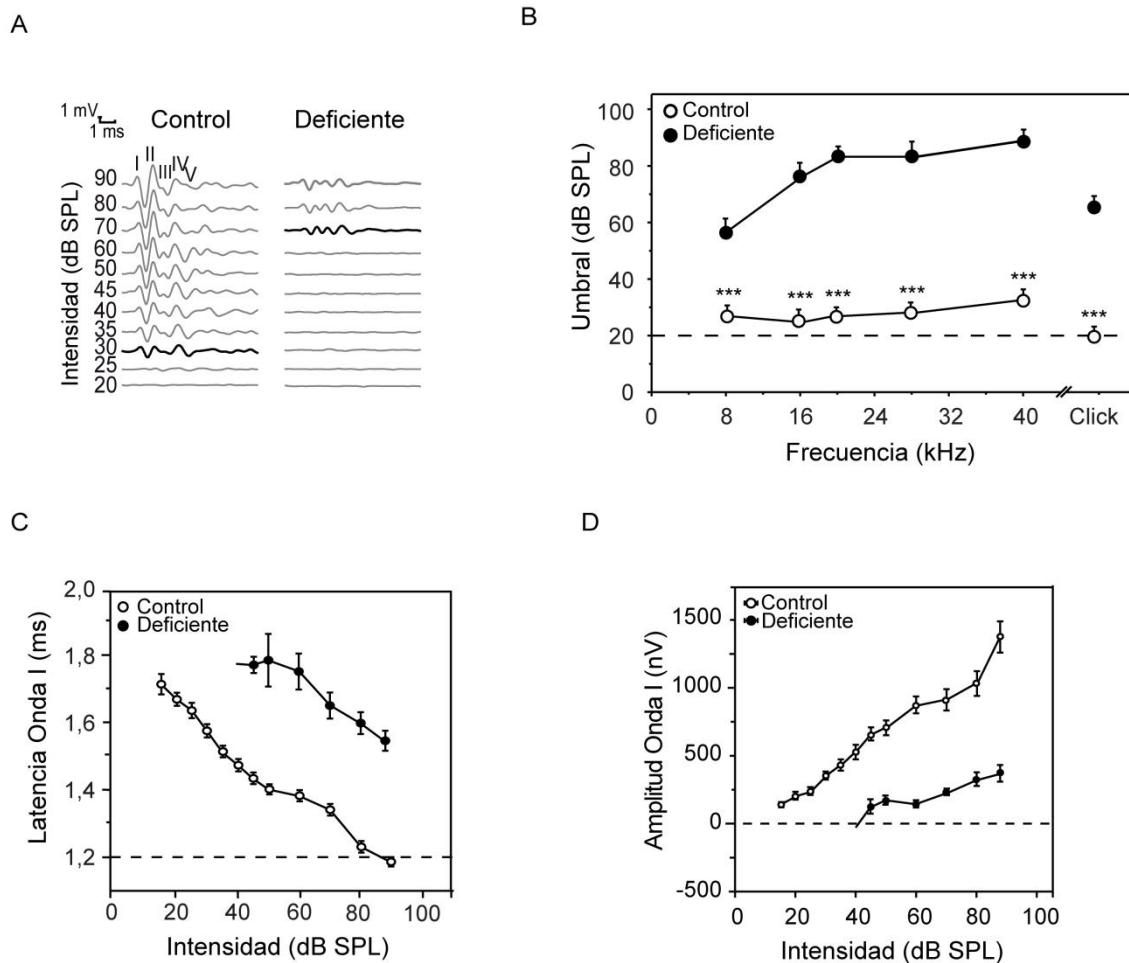 A
1 mV
1 ms
Control
Deficiente
I
II
III
IV
V
Intensidad (dB SPL)
90
80
70
60
50
45
40
35
30
25
20
B
Control
Deficiente
Umbral (dB SPL)
100
80
60
40
20
0
***
***
***
***
***
***
0
8
16
24
32
40
Click
Frecuencia (kHz)
C
Control
Deficiente
Latencia Onda I (ms)
2,0
1,8
1,6
1,4
1,2
1,0
0
20
40
60
80
100
Intensidad (dB SPL)
D
Control
Deficiente
Amplitud Onda I (nV)
1500
1000
500
0
-500
0
20
40
60
80
100
Intensidad (dB SPL)